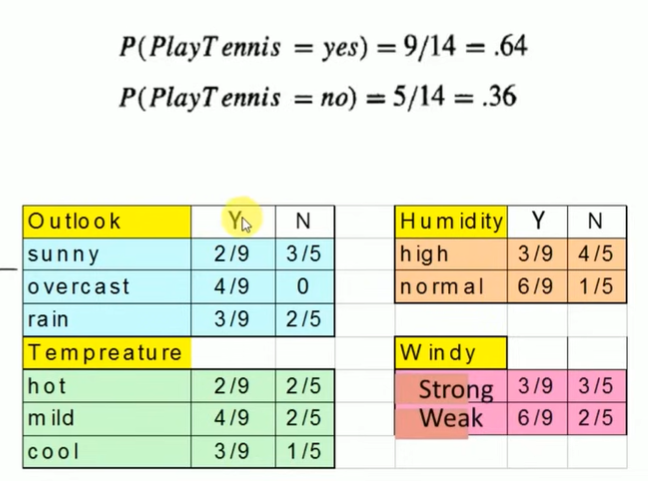 P(PlayTennis = yes) = 9/14 = .64
P(PlayTennis = no) = 5/14 = .36
Outlook Y N
sunny 2/9 3/5
overcast 4/9 0
rain 3/9 2/5
Tempreature
hot 2/9 2/5
mild 4/9 2/5
cool 3/9 1/5
Humidity Y N
high 3/9 4/5
normal 6/9 1/5
Windy
Strong 3/9 3/5
Weak 6/9 2/5